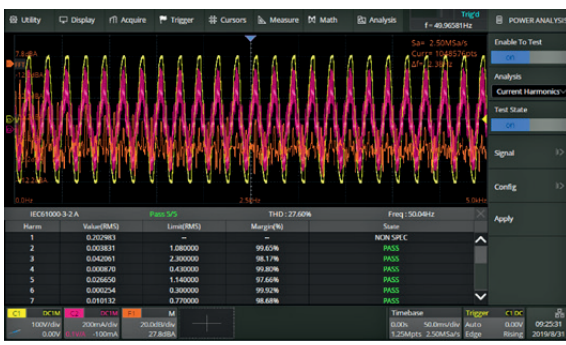 Utility Display Acquire Trigger Cursors Measure Math Analysis Trig'd
f = 49.96581Hz
POWER ANALYSIS
Sa= 2.50MSa/s
Curr= 1048576pts
7.8dBA
Enable To Test
on
Analysis
Current Harmonics
Test State
on
Signal
Config
Apply
0.0Hz 5.0kHz
IEC61000-3-2 A Pass 5/5 THD : 27.60% Freq : 50.04Hz
Harm Value(RMS) Limit(RMS) Margin(%) State
1 0.202983 -- -- NON SPEC
2 0.003831 1.080000 99.65% PASS
3 0.042061 2.300000 98.17% PASS
4 0.000870 0.430000 99.80% PASS
5 0.026650 1.140000 97.66% PASS
6 0.000254 0.300000 99.92% PASS
7 0.010132 0.770000 98.68% PASS
C1 DC1M C2 DC1M F1 M Timebase Trigger C1 DC
100V/div 200mA/div 20.0dB/div 0.00s 50.0ms/div Auto 0.00V 09:25:31
0.00V -100mA 27.8dBA 1.25Mpts 2.50MSa/s Edge Rising 2019/8/31